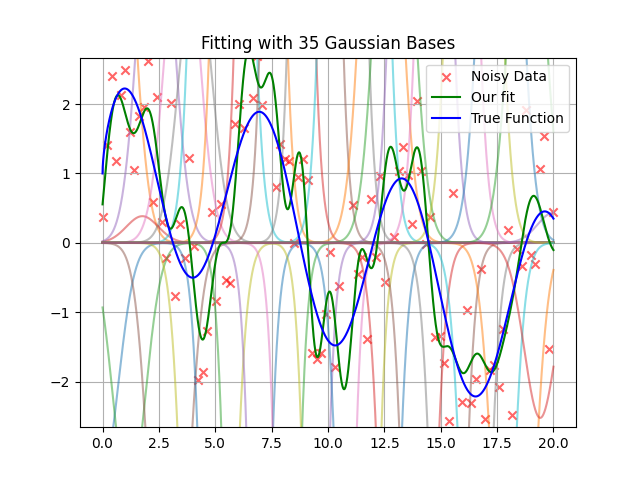 Fitting with 35 Gaussian Bases
Noisy Data
Our fit
True Function
2
1
0
−1
−2
0.0 2.5 5.0 7.5 10.0 12.5 15.0 17.5 20.0